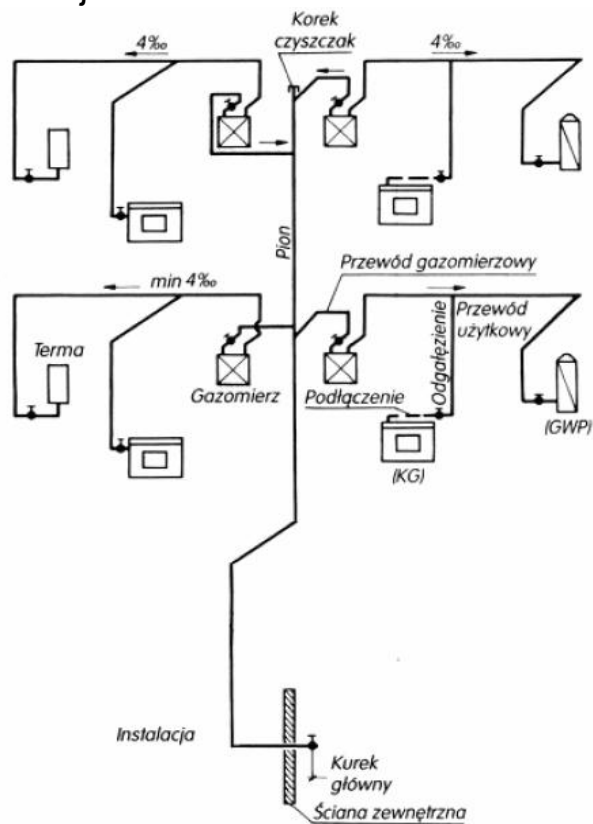 Korek
czyszczak
4‰
4‰
Pion
Przewód gazomierzowy
min 4‰
Przewód
użytkowy
Odgałęzienie
Terma
Gazomierz
Podłączenie
(GWP)
(KG)
Instalacja
Kurek
główny
Ściana zewnętrzna